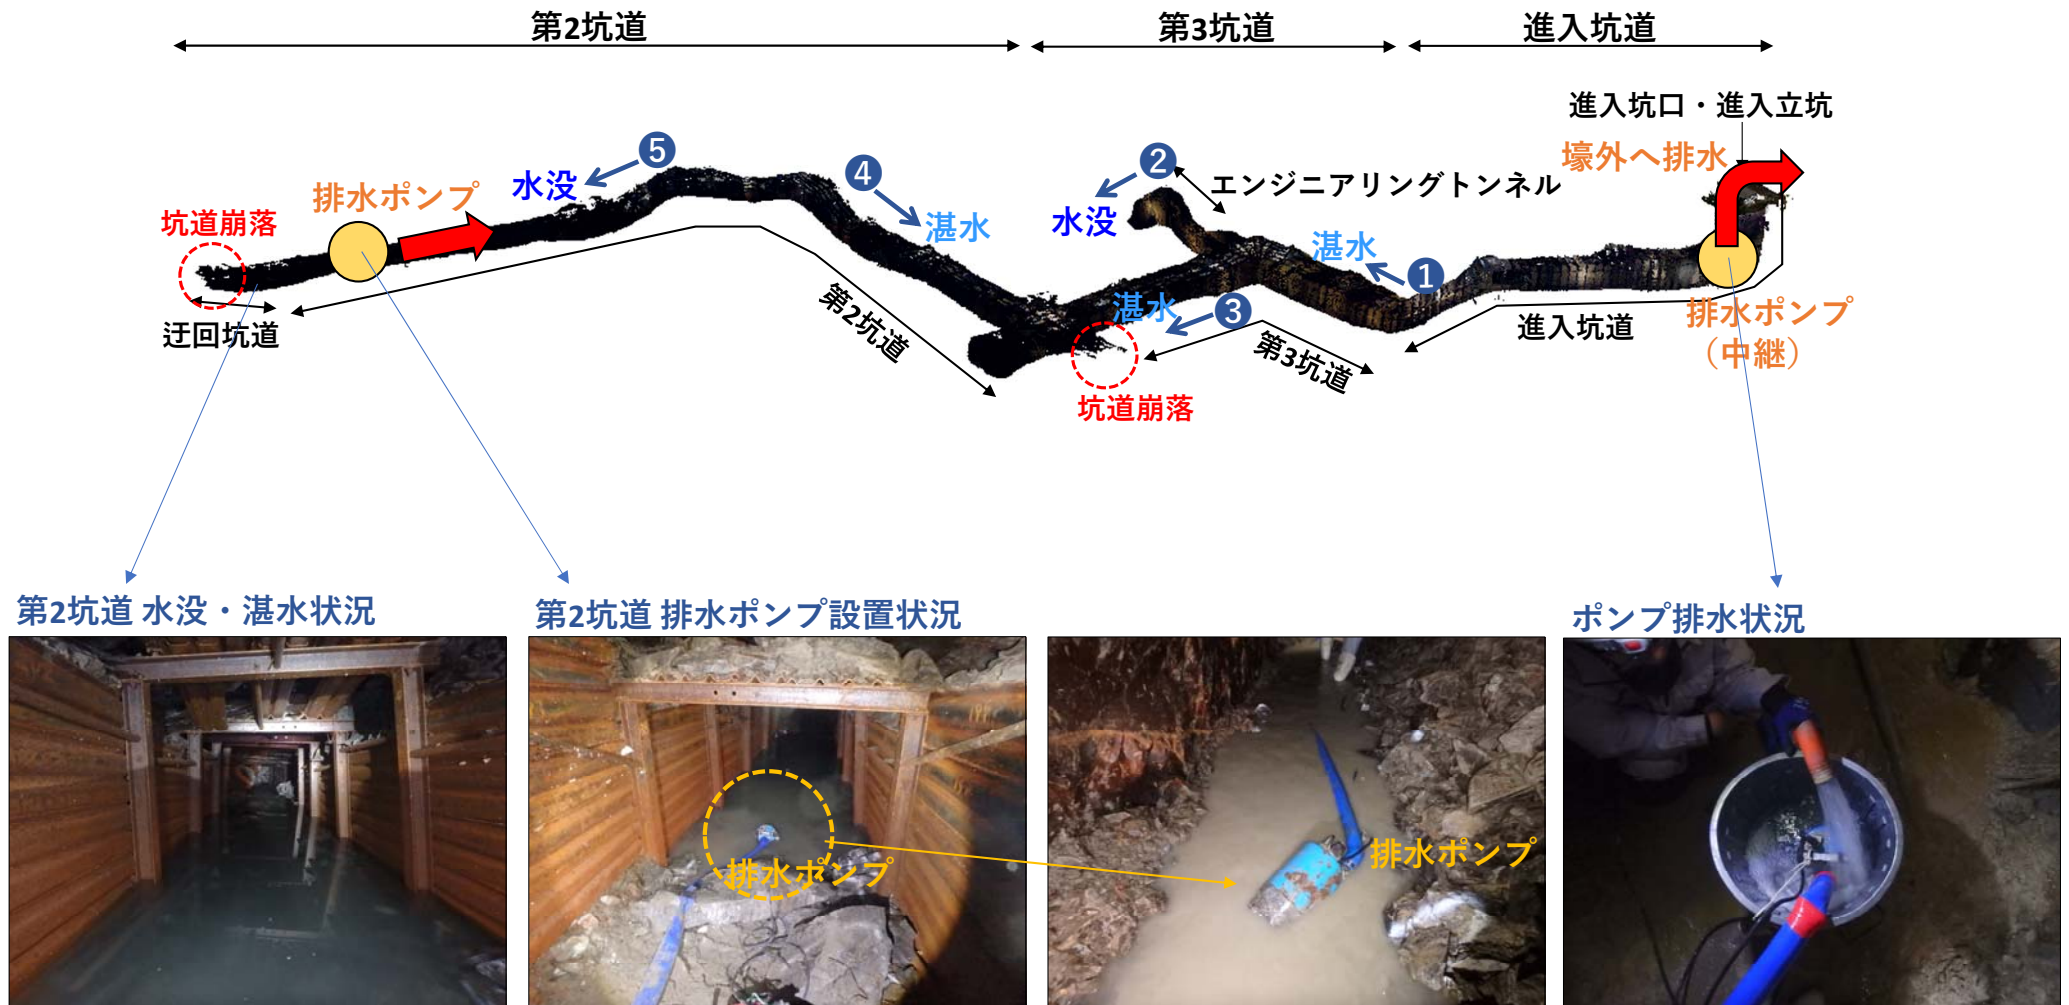 第2坑道
第3坑道
進入坑道
進入坑口・進入立坑
壕外へ排水
❺
水没
排水ポンプ
坑道崩落
迂回坑道
❹
湛水
第2坑道
❷
水没
エンジニアリングトンネル
湛水
❶
湛水
❸
第3坑道
坑道崩落
進入坑道
排水ポンプ
（中継）
第2坑道 水没・湛水状況
第2坑道 排水ポンプ設置状況
ポンプ排水状況
排水ポンプ
排水ポンプ